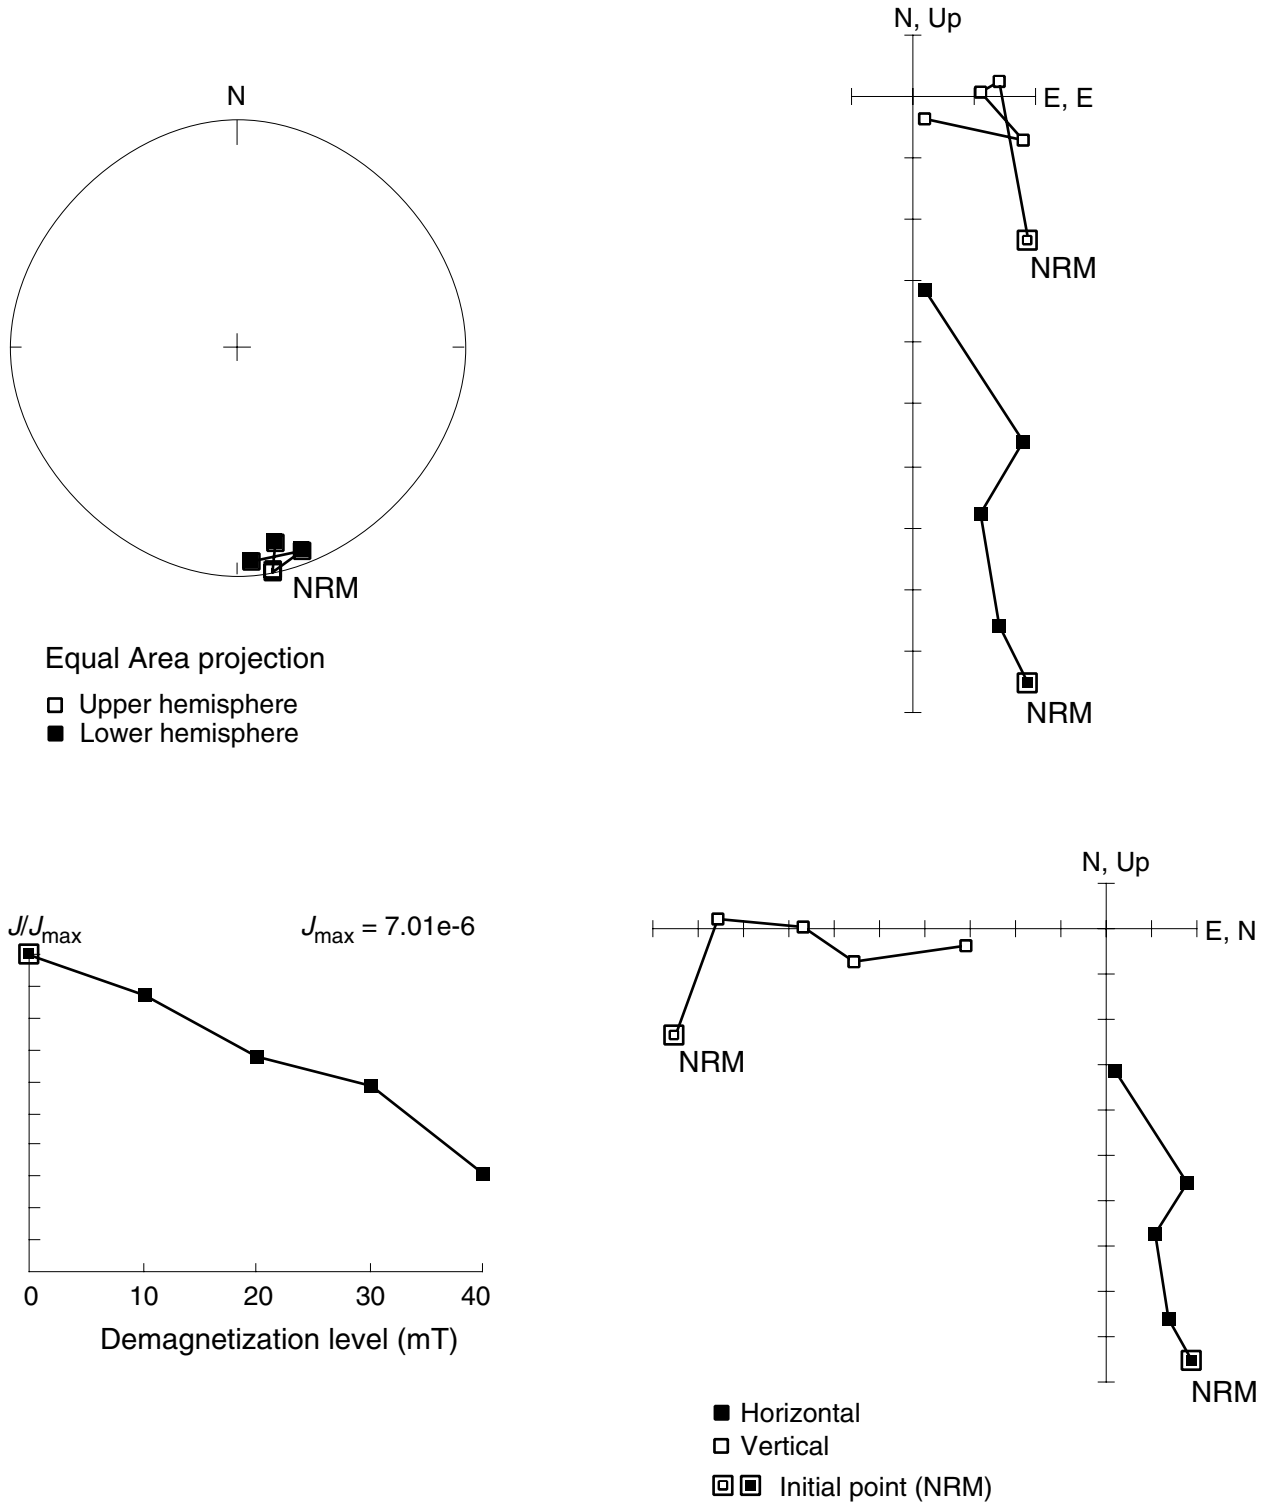 N
NRM
Equal Area projection
Upper hemisphere
Lower hemisphere
N, Up
E, E
NRM
NRM
J/Jmax
Jmax = 7.01e-6
0 10 20 30 40
Demagnetization level (mT)
N, Up
E, N
NRM
NRM
Horizontal
Vertical
Initial point (NRM)